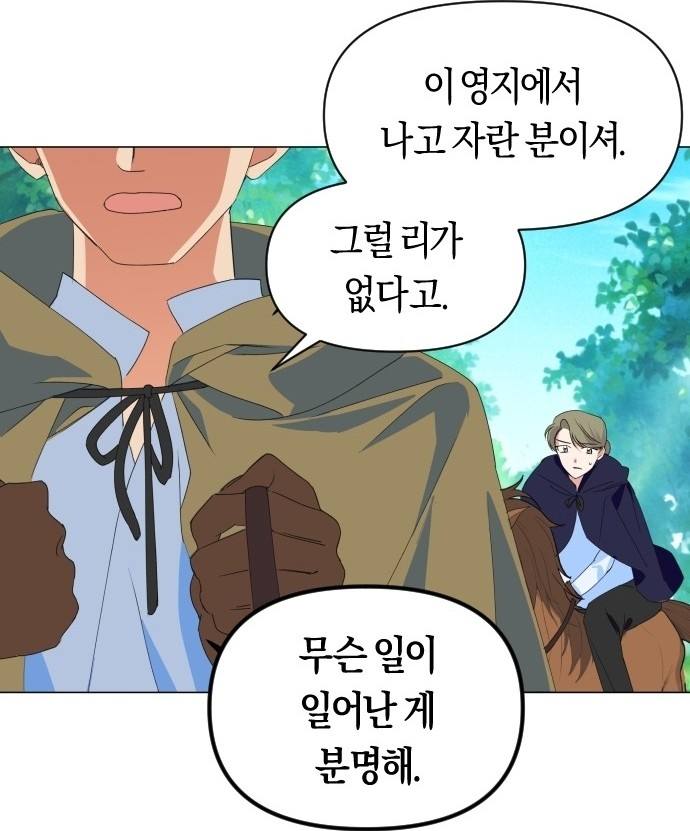 이 영지에서
나고 자란 분이셔.
그럴 리가
없다고.
무슨 일이
일어난 게
분명해.